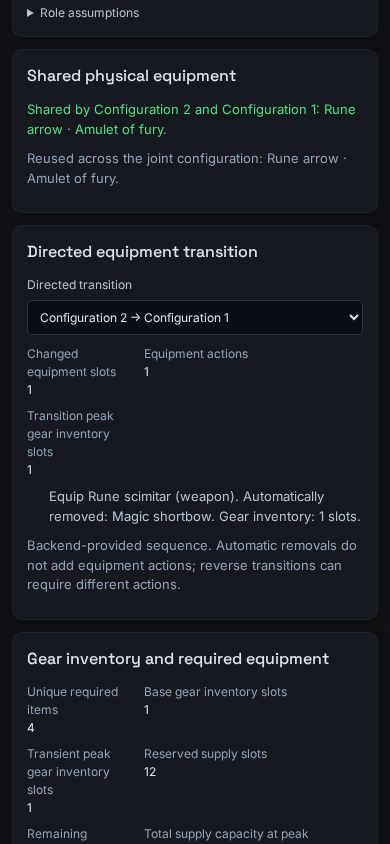 Role assumptions
Shared physical equipment
Shared by Configuration 2 and Configuration 1: Rune
arrow · Amulet of fury.
Reused across the joint configuration: Rune arrow ·
Amulet of fury.
Directed equipment transition
Directed transition
Configuration 2 → Configuration 1
Changed
equipment slots
1
Equipment actions
1
Transition peak
gear inventory
slots
1
Equip Rune scimitar (weapon). Automatically
removed: Magic shortbow. Gear inventory: 1 slots.
Backend-provided sequence. Automatic removals do
not add equipment actions; reverse transitions can
require different actions.
Gear inventory and required equipment
Unique required
items
4
Base gear inventory slots
1
Transient peak
gear inventory
slots
1
Reserved supply slots
12
Remaining
Total supply capacity at peak